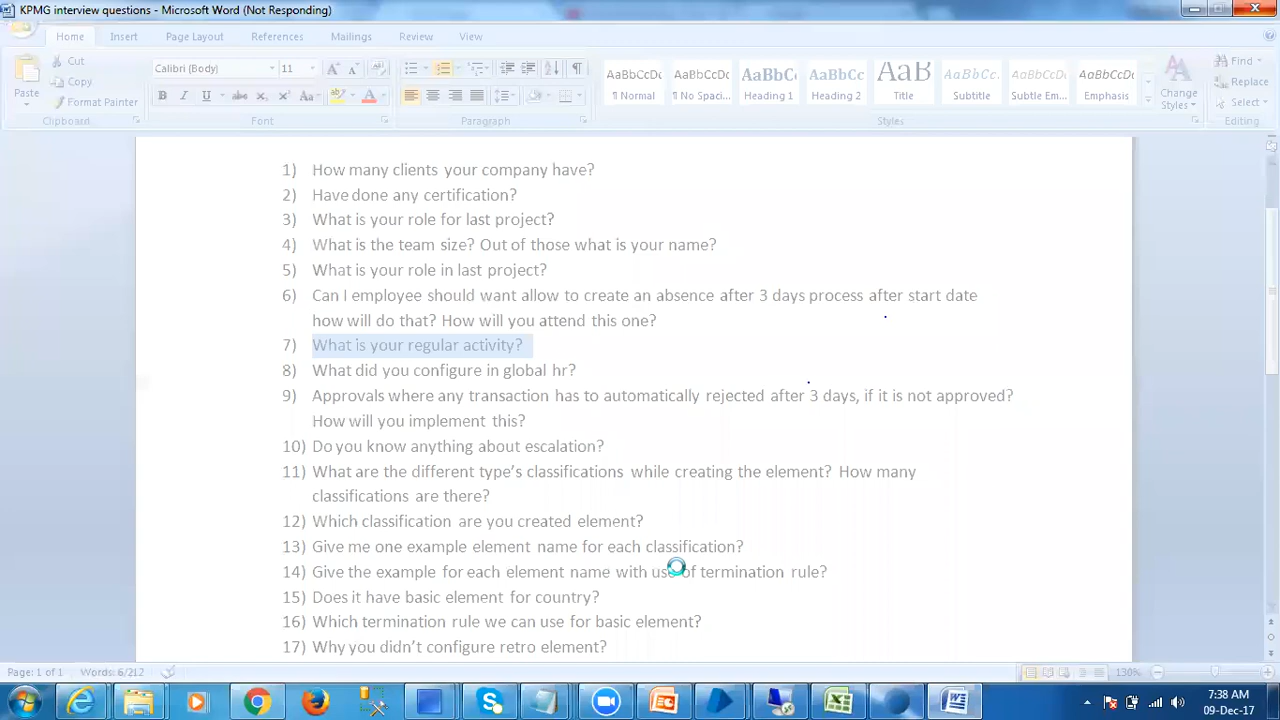 KPMG interview questions - Microsoft Word (Not Responding)
Home Insert Page Layout References Mailings Review View
Cut
Copy
Format Painter
Paste
Clipboard
Calibri (Body) 11
Font
Paragraph
AaBbCcDc AaBbCcDc AaBbCc AaBbCc AaB AaBbCc. AaBbCcDc AaBbCcDc
¶ Normal ¶ No Spaci... Heading 1 Heading 2 Title Subtitle Subtle Em... Emphasis
Change Styles
Styles
Find
Replace
Select
Editing
1) How many clients your company have?
2) Have done any certification?
3) What is your role for last project?
4) What is the team size? Out of those what is your name?
5) What is your role in last project?
6) Can I employee should want allow to create an absence after 3 days process after start date
how will do that? How will you attend this one?
7) What is your regular activity?
8) What did you configure in global hr?
9) Approvals where any transaction has to automatically rejected after 3 days, if it is not approved?
How will you implement this?
10) Do you know anything about escalation?
11) What are the different type’s classifications while creating the element? How many
classifications are there?
12) Which classification are you created element?
13) Give me one example element name for each classification?
14) Give the example for each element name with use of termination rule?
15) Does it have basic element for country?
16) Which termination rule we can use for basic element?
17) Why you didn’t configure retro element?
Page: 1 of 1 Words: 6/212
130%
7:38 AM
09-Dec-17